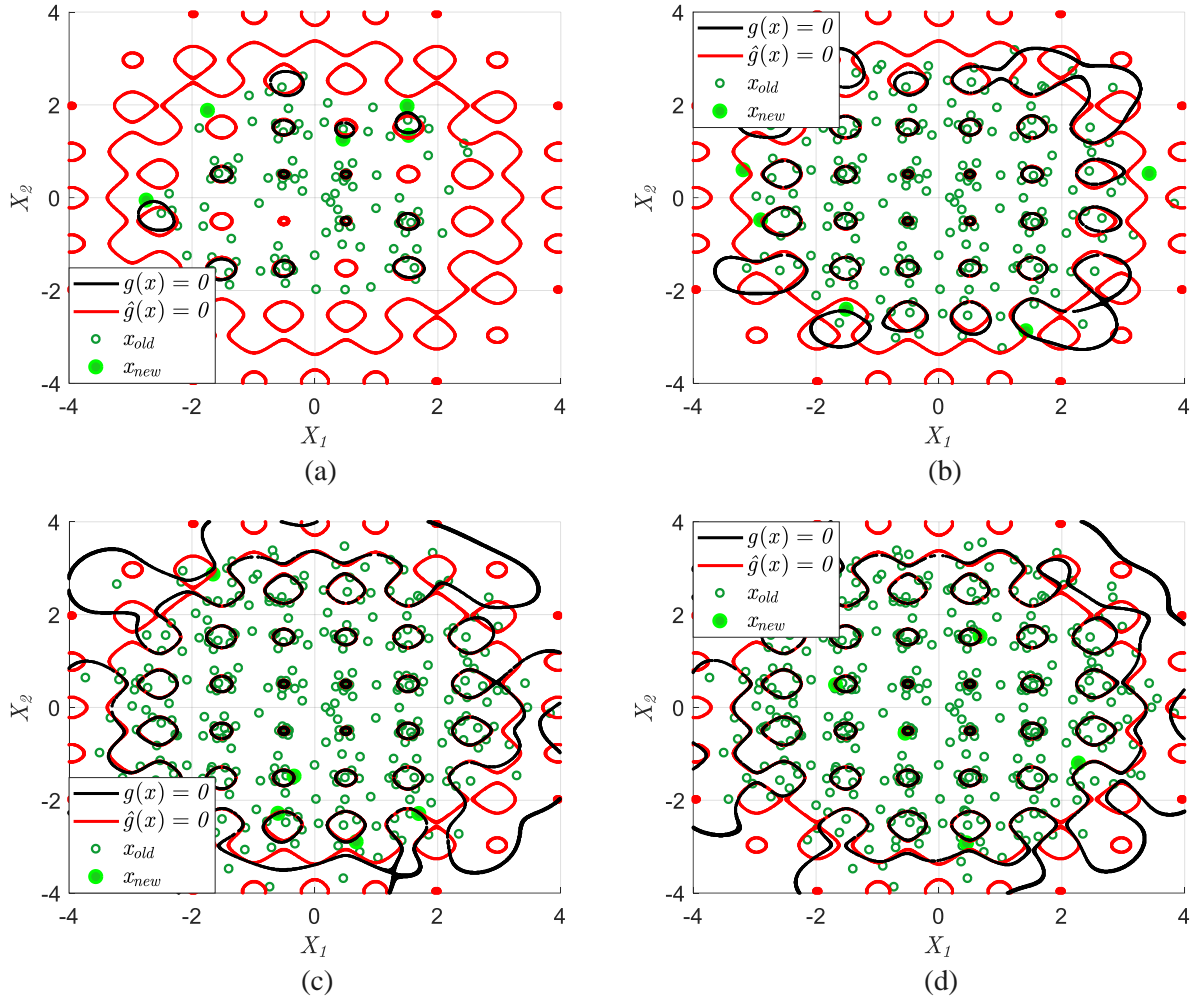 4
2
0
-2
-4
X2
g(x) = 0
ĝ(x) = 0
xold
xnew
-4 -2 0 2 4
X1
(a)
4
2
0
-2
-4
X2
g(x) = 0
ĝ(x) = 0
xold
xnew
-4 -2 0 2 4
X1
(b)
4
2
0
-2
-4
X2
g(x) = 0
ĝ(x) = 0
xold
xnew
-4 -2 0 2 4
X1
(c)
4
2
0
-2
-4
X2
g(x) = 0
ĝ(x) = 0
xold
xnew
-4 -2 0 2 4
X1
(d)